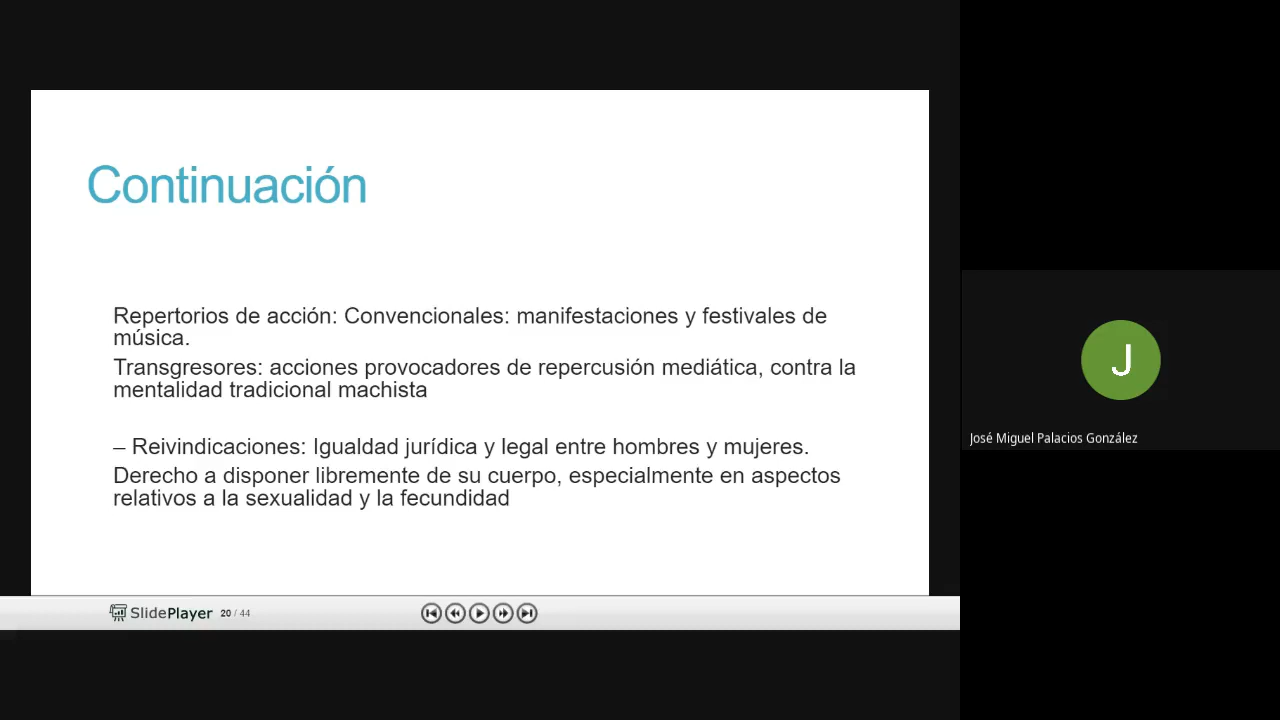 Continuación
Repertorios de acción: Convencionales: manifestaciones y festivales de
música.
Transgresores: acciones provocadores de repercusión mediática, contra la
mentalidad tradicional machista
– Reivindicaciones: Igualdad jurídica y legal entre hombres y mujeres.
Derecho a disponer libremente de su cuerpo, especialmente en aspectos
relativos a la sexualidad y la fecundidad
SlidePlayer 20 / 44
J
José Miguel Palacios González